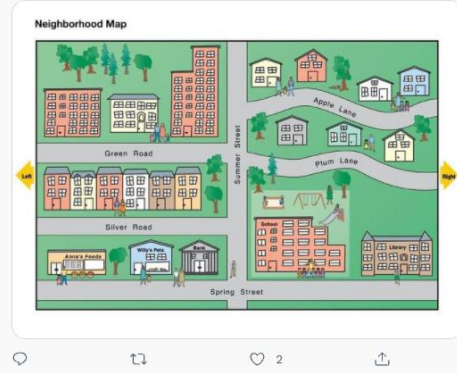 Neighborhood Map
Apple Lane
Green Road
Summer Street
Plum Lane
Left
Right
Silver Road
School
Anna's Foods
Willy's Pets
Bank
Library
Spring Street
2